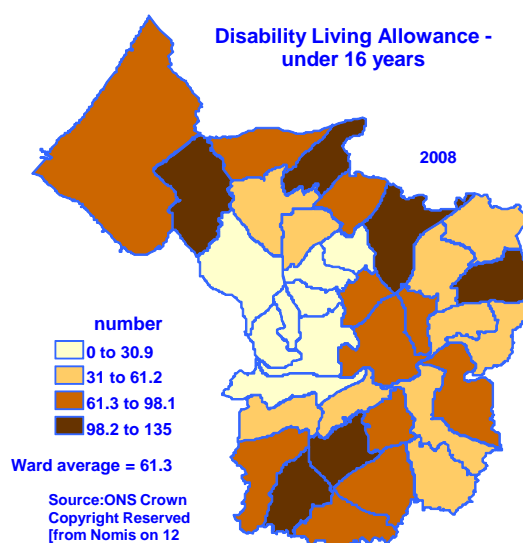 Disability Living Allowance -
under 16 years
2008
number
0 to 30.9
31 to 61.2
61.3 to 98.1
98.2 to 135
Ward average = 61.3
Source:ONS Crown
Copyright Reserved
[from Nomis on 12